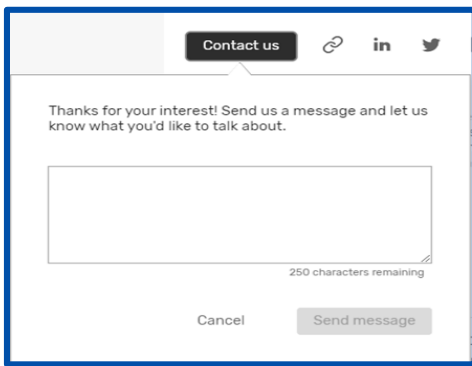 Contact us
in
Thanks for your interest! Send us a message and let us
know what you'd like to talk about.
250 characters remaining
Cancel
Send message